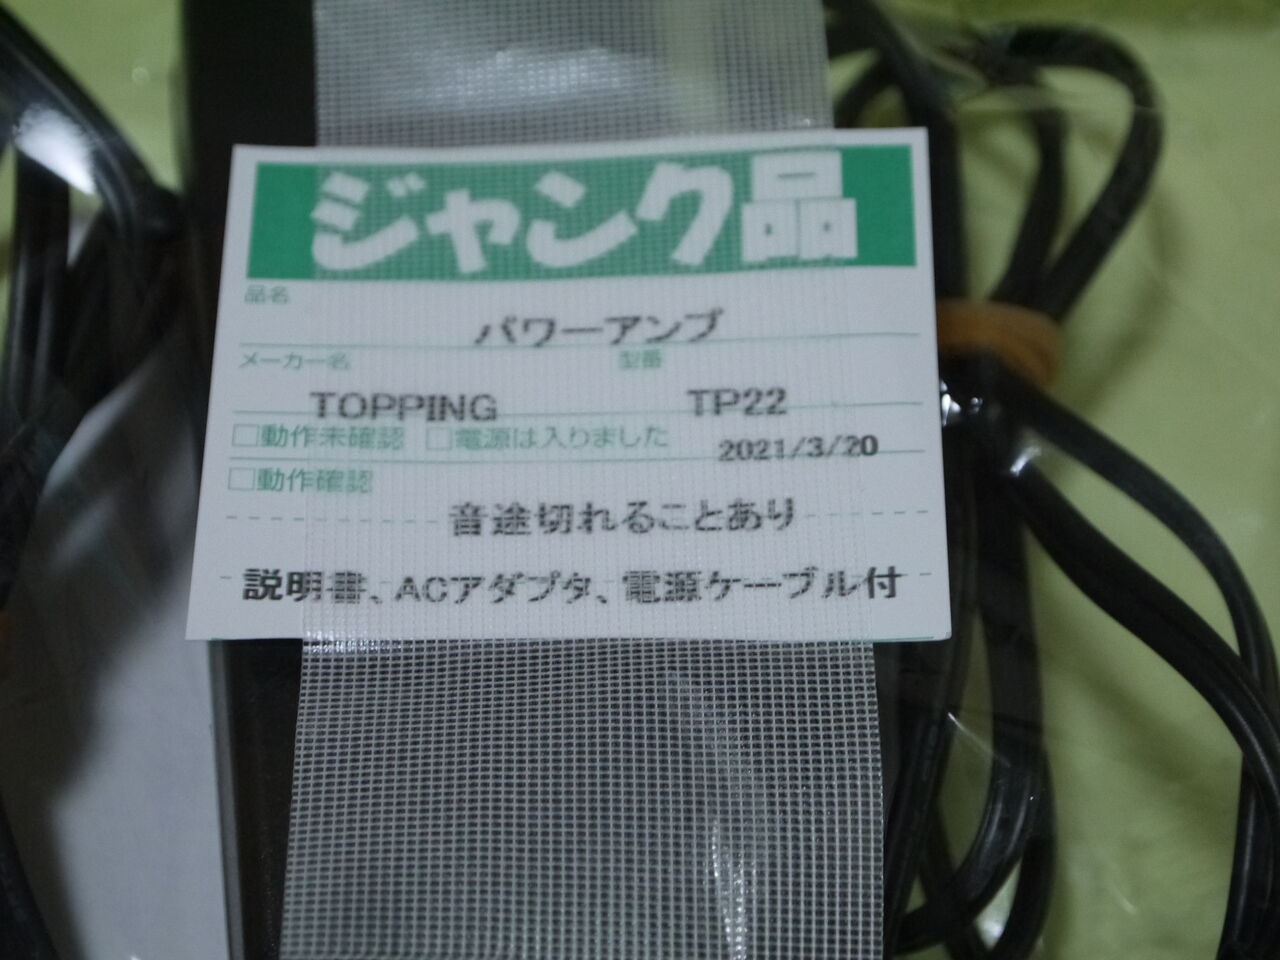 ジャンク品
品名
パワーアンプ
メーカー名 型番
TOPPING TP22
□動作未確認 □電源は入りました 2021/3/20
□動作確認
音途切れることあり
説明書、ACアダプタ、電源ケーブル付